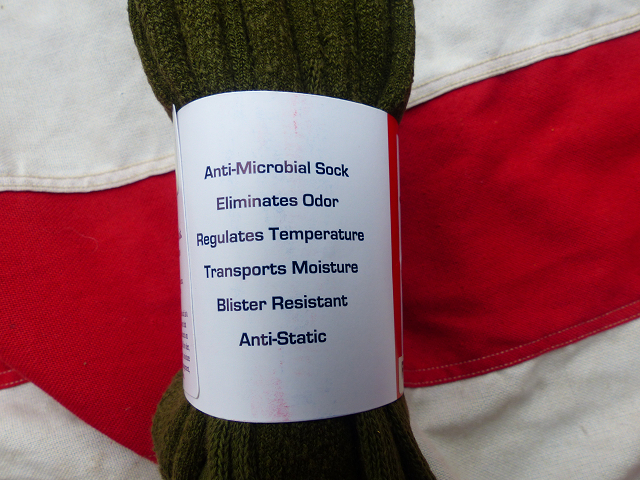 Anti-Microbial Sock
Eliminates Odor
Regulates Temperature
Transports Moisture
Blister Resistant
Anti-Static